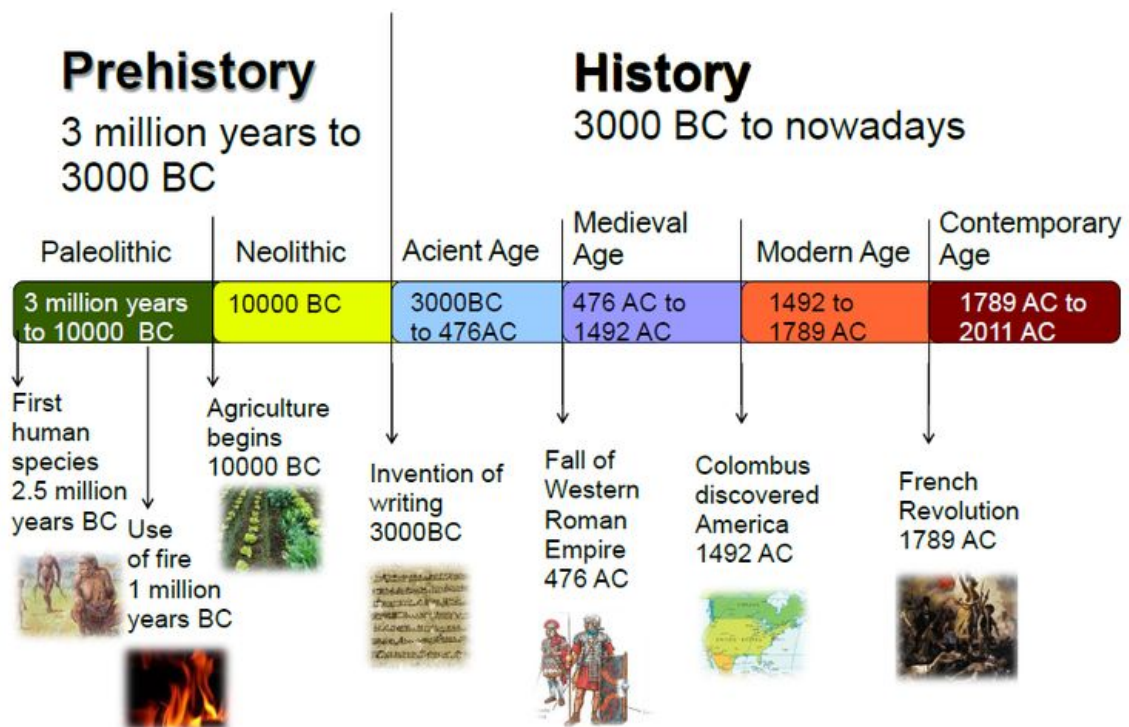 Prehistory
3 million years to
3000 BC
History
3000 BC to nowadays
Paleolithic
Neolithic
Acient Age
Medieval
Age
Modern Age
Contemporary
Age
3 million years
to 10000 BC
10000 BC
3000BC
to 476AC
476 AC to
1492 AC
1492 to
1789 AC
1789 AC to
2011 AC
First
human
species
2.5 million
years BC
Use
of fire
1 million
years BC
Agriculture
begins
10000 BC
Invention of
writing
3000BC
Fall of
Western
Roman
Empire
476 AC
Colombus
discovered
America
1492 AC
French
Revolution
1789 AC